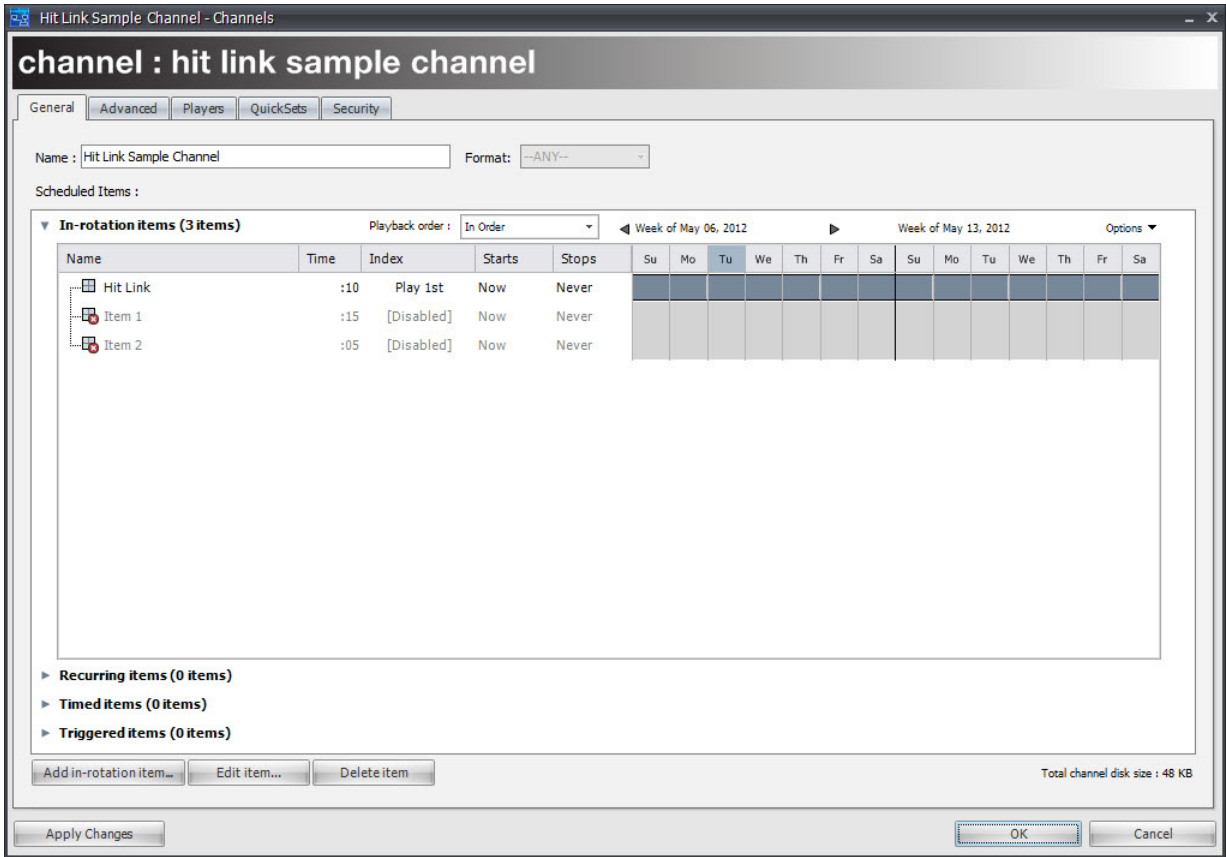 Hit Link Sample Channel - Channels
channel : hit link sample channel
General Advanced Players QuickSets Security
Name : Hit Link Sample Channel Format: --ANY--
Scheduled Items :
In-rotation items (3 items) Playback order : In Order Week of May 06, 2012 Week of May 13, 2012 Options
Name Time Index Starts Stops Su Mo Tu We Th Fr Sa Su Mo Tu We Th Fr Sa
Hit Link :10 Play 1st Now Never
Item 1 :15 [Disabled] Now Never
Item 2 :05 [Disabled] Now Never
Recurring items (0 items)
Timed items (0 items)
Triggered items (0 items)
Add in-rotation item... Edit item... Delete item Total channel disk size : 48 KB
Apply Changes OK Cancel